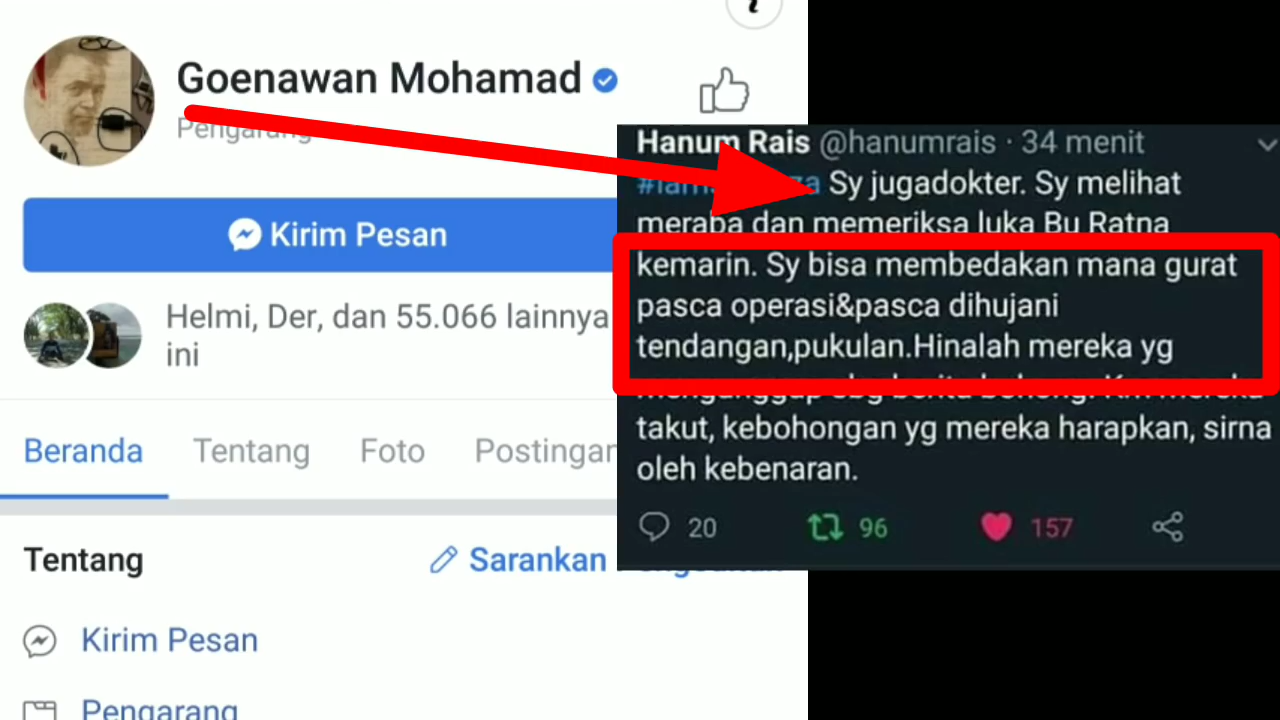 Goenawan Mohamad
Pengarang
Kirim Pesan
Helmi, Der, dan 55.066 lainnya
ini
Beranda Tentang Foto Postingan
Tentang
Sarankan
Kirim Pesan
Pengarang
Hanum Rais @hanumrais · 34 menit
Sy jugadokter. Sy melihat
meraba dan memeriksa luka Bu Ratna
kemarin. Sy bisa membedakan mana gurat
pasca operasi&pasca dihujani
tendangan,pukulan.Hinalah mereka yg
menganggap sbg berita bohong. Krn mereka
takut, kebohongan yg mereka harapkan, sirna
oleh kebenaran.
20 96 157